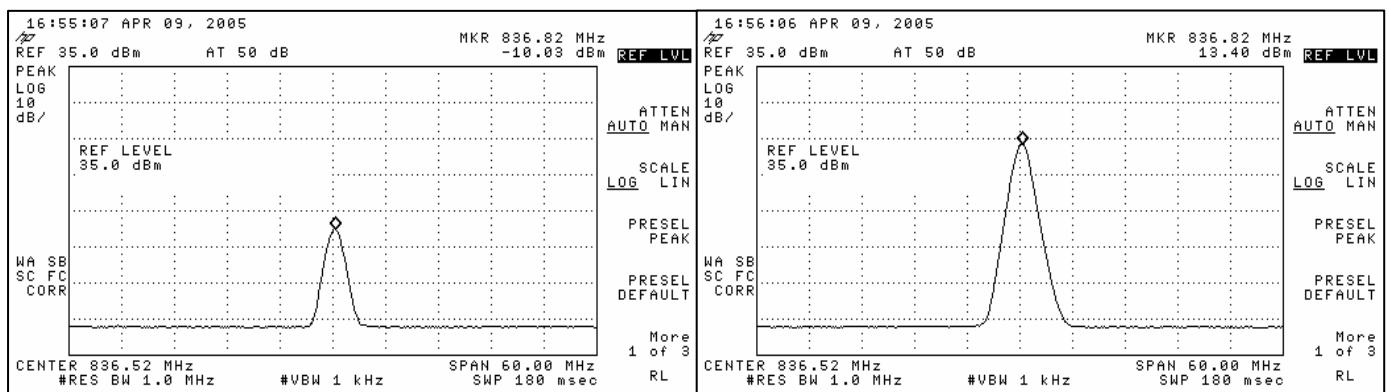 16:55:07 APR 09, 2005
hp
MKR 836.82 MHz
REF 35.0 dBm AT 50 dB -10.03 dBm
REF LVL
PEAK
LOG
10
dB/
ATTEN
AUTO MAN
REF LEVEL
35.0 dBm
SCALE
LOG LIN
PRESEL
PEAK
WA SB
SC FC
CORR
PRESEL
DEFAULT
More
1 of 3
CENTER 836.52 MHz SPAN 60.00 MHz
#RES BW 1.0 MHz #VBW 1 kHz SWP 180 msec
RL
16:56:06 APR 09, 2005
hp
MKR 836.82 MHz
REF 35.0 dBm AT 50 dB 13.40 dBm
REF LVL
PEAK
LOG
10
dB/
ATTEN
AUTO MAN
REF LEVEL
35.0 dBm
SCALE
LOG LIN
PRESEL
PEAK
WA SB
SC FC
CORR
PRESEL
DEFAULT
More
1 of 3
CENTER 836.52 MHz SPAN 60.00 MHz
#RES BW 1.0 MHz #VBW 1 kHz SWP 180 msec
RL